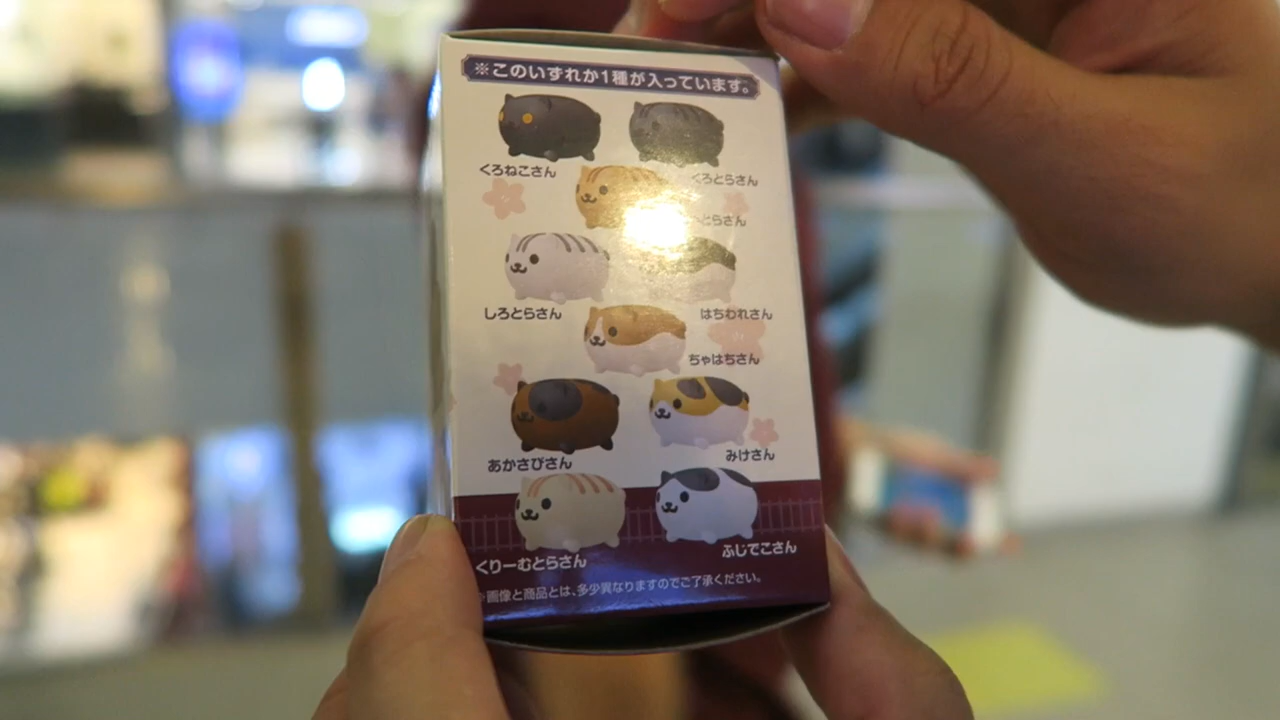 ※このいずれか1種が入っています。
くろねこさん
くろとらさん
とらさん
しろとらさん
はちわれさん
ちゃはちさん
あかさびさん
みけさん
くりーむとらさん
ふじでこさん
※画像と商品とは、多少異なりますのでご了承ください。